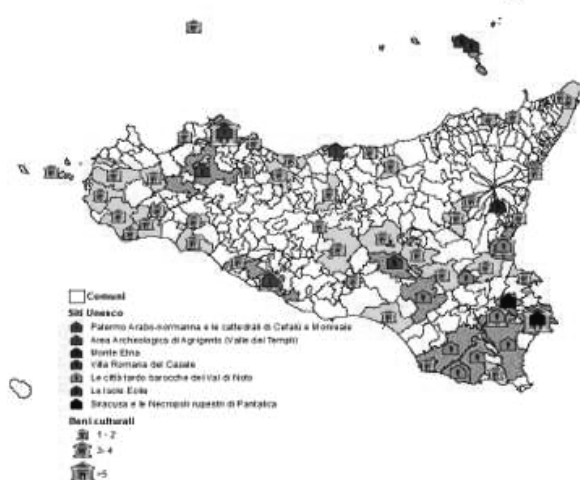 Comuni
Siti Unesco
Palermo Arabo-normanna e le cattedrali di Cefalù e Monreale
Area Archeologica di Agrigento (Valle dei Templi)
Monte Etna
Villa Romana del Casale
Le città tardo barocche del Val di Noto
Le Isole Eolie
Siracusa e le Necropoli rupestri di Pantalica
Beni culturali
1 - 2
3- 4
>5